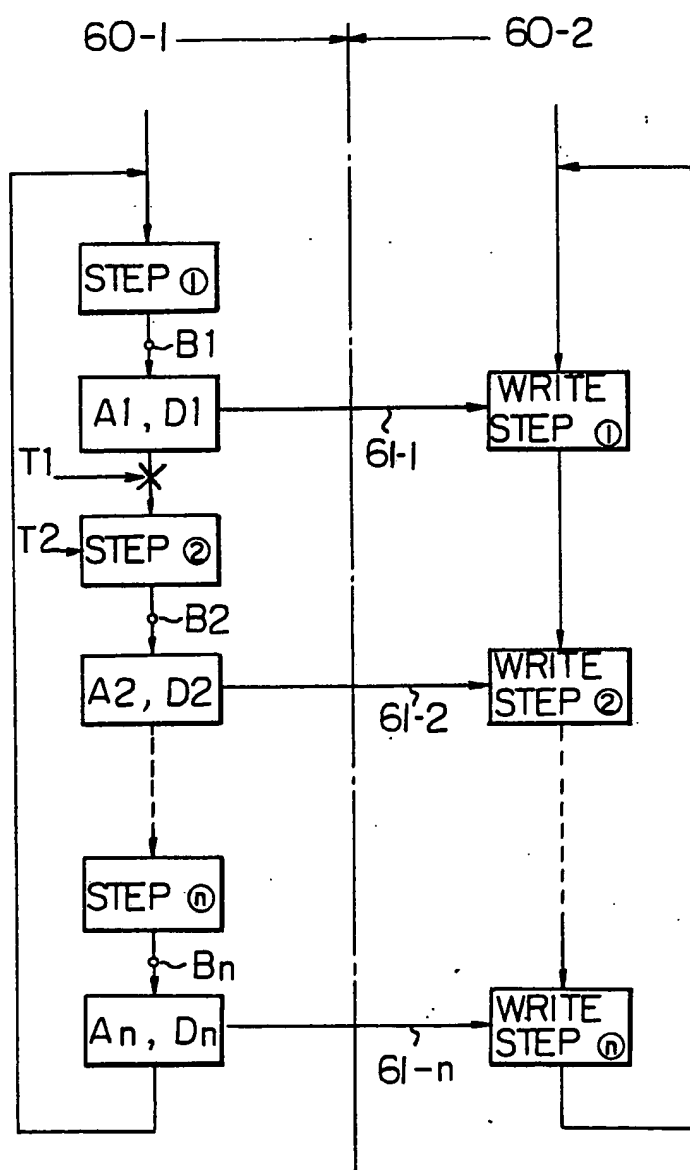 60-1
60-2
STEP ①
B1
A1, D1
WRITE
STEP ①
61-1
T1
T2
STEP ②
B2
A2, D2
WRITE
STEP ②
61-2
STEP ⓝ
Bn
An, Dn
WRITE
STEP ⓝ
61-n